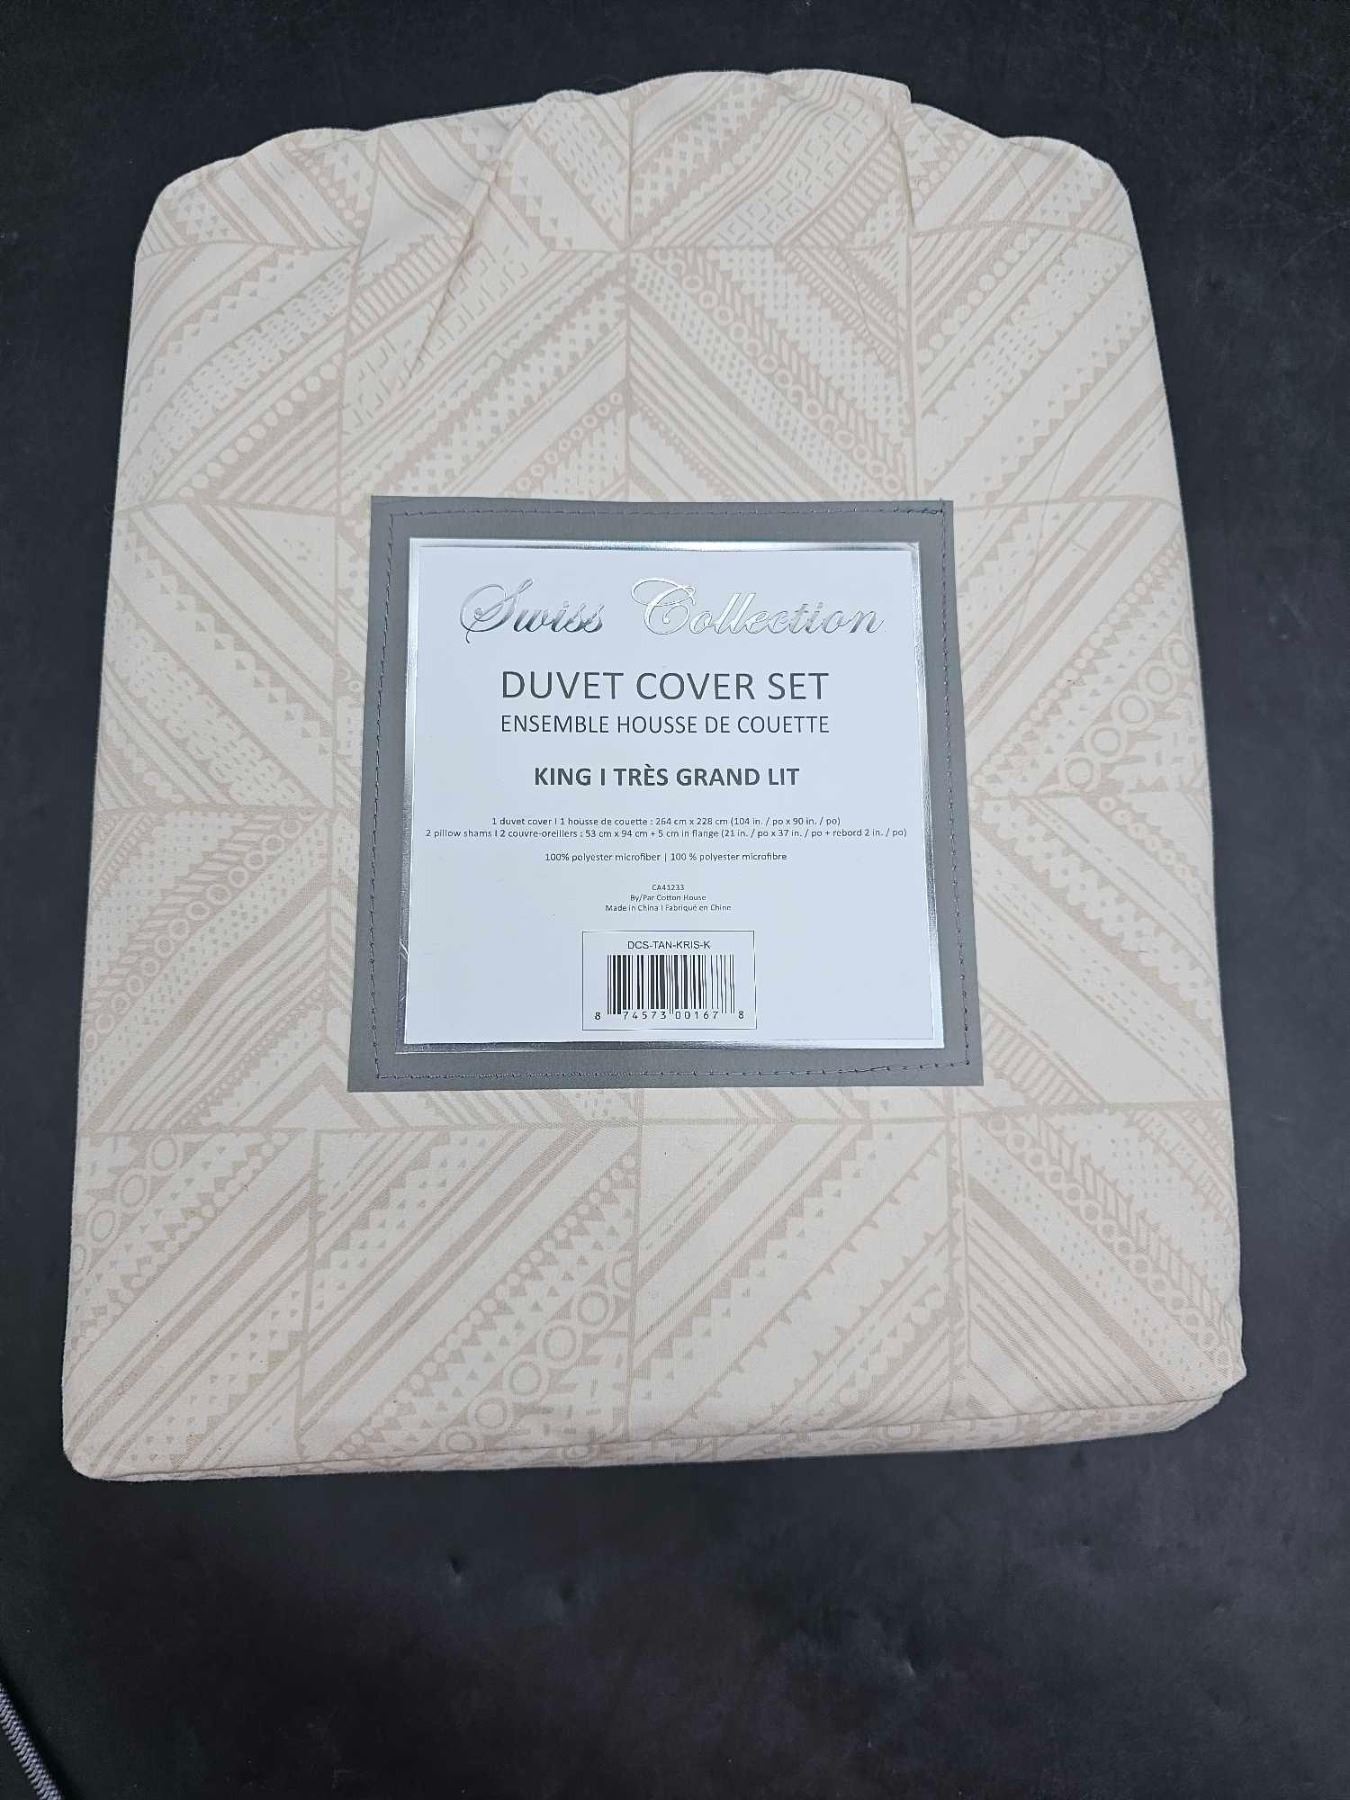 Swiss Collection
DUVET COVER SET
ENSEMBLE HOUSSE DE COUETTE
KING I TRÈS GRAND LIT
1 duvet cover I 1 housse de couette : 264 cm x 228 cm (104 in. / po x 90 in. / po)
2 pillow shams I 2 couvre-oreillers : 53 cm x 94 cm + 5 cm in flange (21 in. / po x 37 in. / po + rebord 2 in. / po)
100% polyester microfiber | 100 % polyester microfibre
CA41233
By/Par Cotton House
Made in China I Fabriqué en Chine
DCS-TAN-KRIS-K
8 74573 00167 8